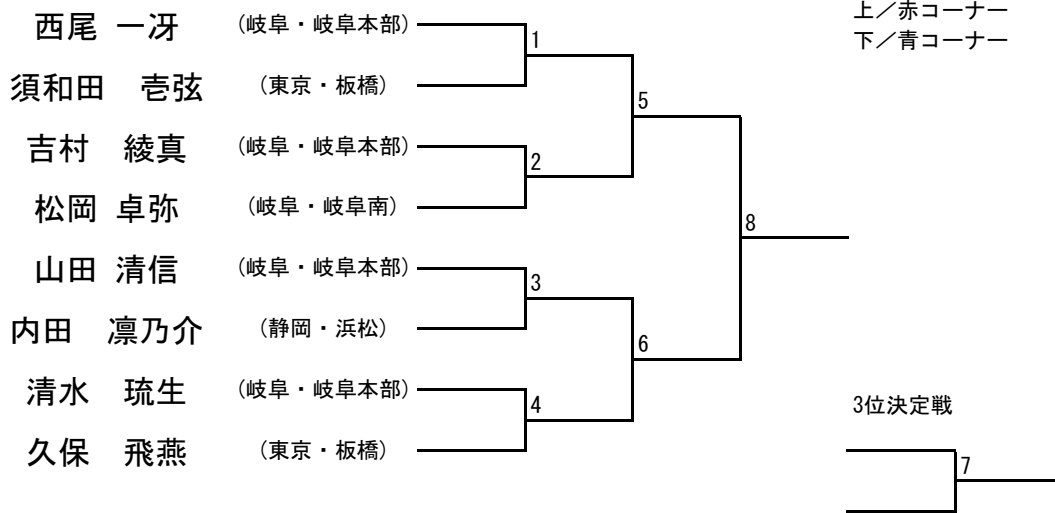 上／赤コーナー
下／青コーナー
西尾 一冴 (岐阜・岐阜本部)
1
須和田 壱弦 (東京・板橋)
5
吉村 綾真 (岐阜・岐阜本部)
2
松岡 卓弥 (岐阜・岐阜南)
8
山田 清信 (岐阜・岐阜本部)
3
内田 凛乃介 (静岡・浜松)
6
清水 琉生 (岐阜・岐阜本部)
4
3位決定戦
久保 飛燕 (東京・板橋)
7